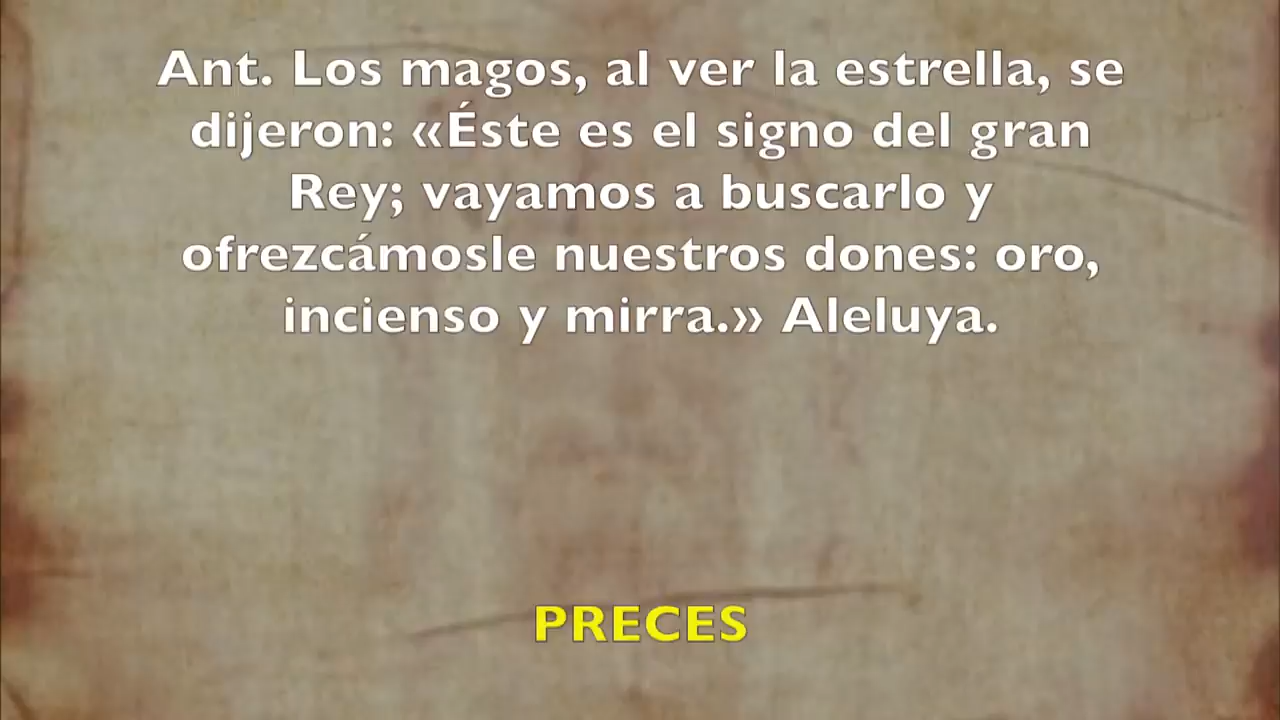 Ant. Los magos, al ver la estrella, se
dijeron: «Éste es el signo del gran
Rey; vayamos a buscarlo y
ofrezcámosle nuestros dones: oro,
incienso y mirra.» Aleluya.
PRECES